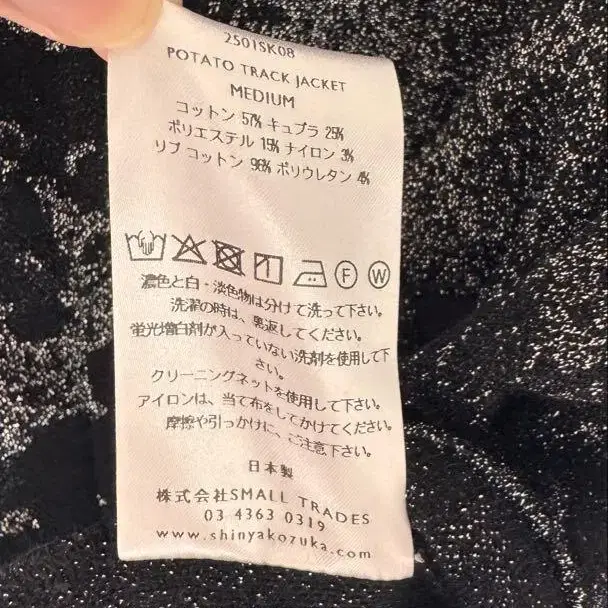 2501SK08
POTATO TRACK JACKET
MEDIUM
コットン 57% キュプラ 25%
ポリエステル 15% ナイロン 3%
リブ コットン 96% ポリウレタン 4%
F W
濃色と白・淡色物は分けて洗って下さい。
洗濯の時は、裏返してください。
蛍光増白剤が入っていない洗剤を使用して下
さい。
クリーニングネットを使用して下さい。
アイロンは、当て布をしてかけてください。
摩擦や引っかけに、ご注意下さい。
日本製
株式会社SMALL TRADES
03 4363 0319
www.shinyakozuka.com